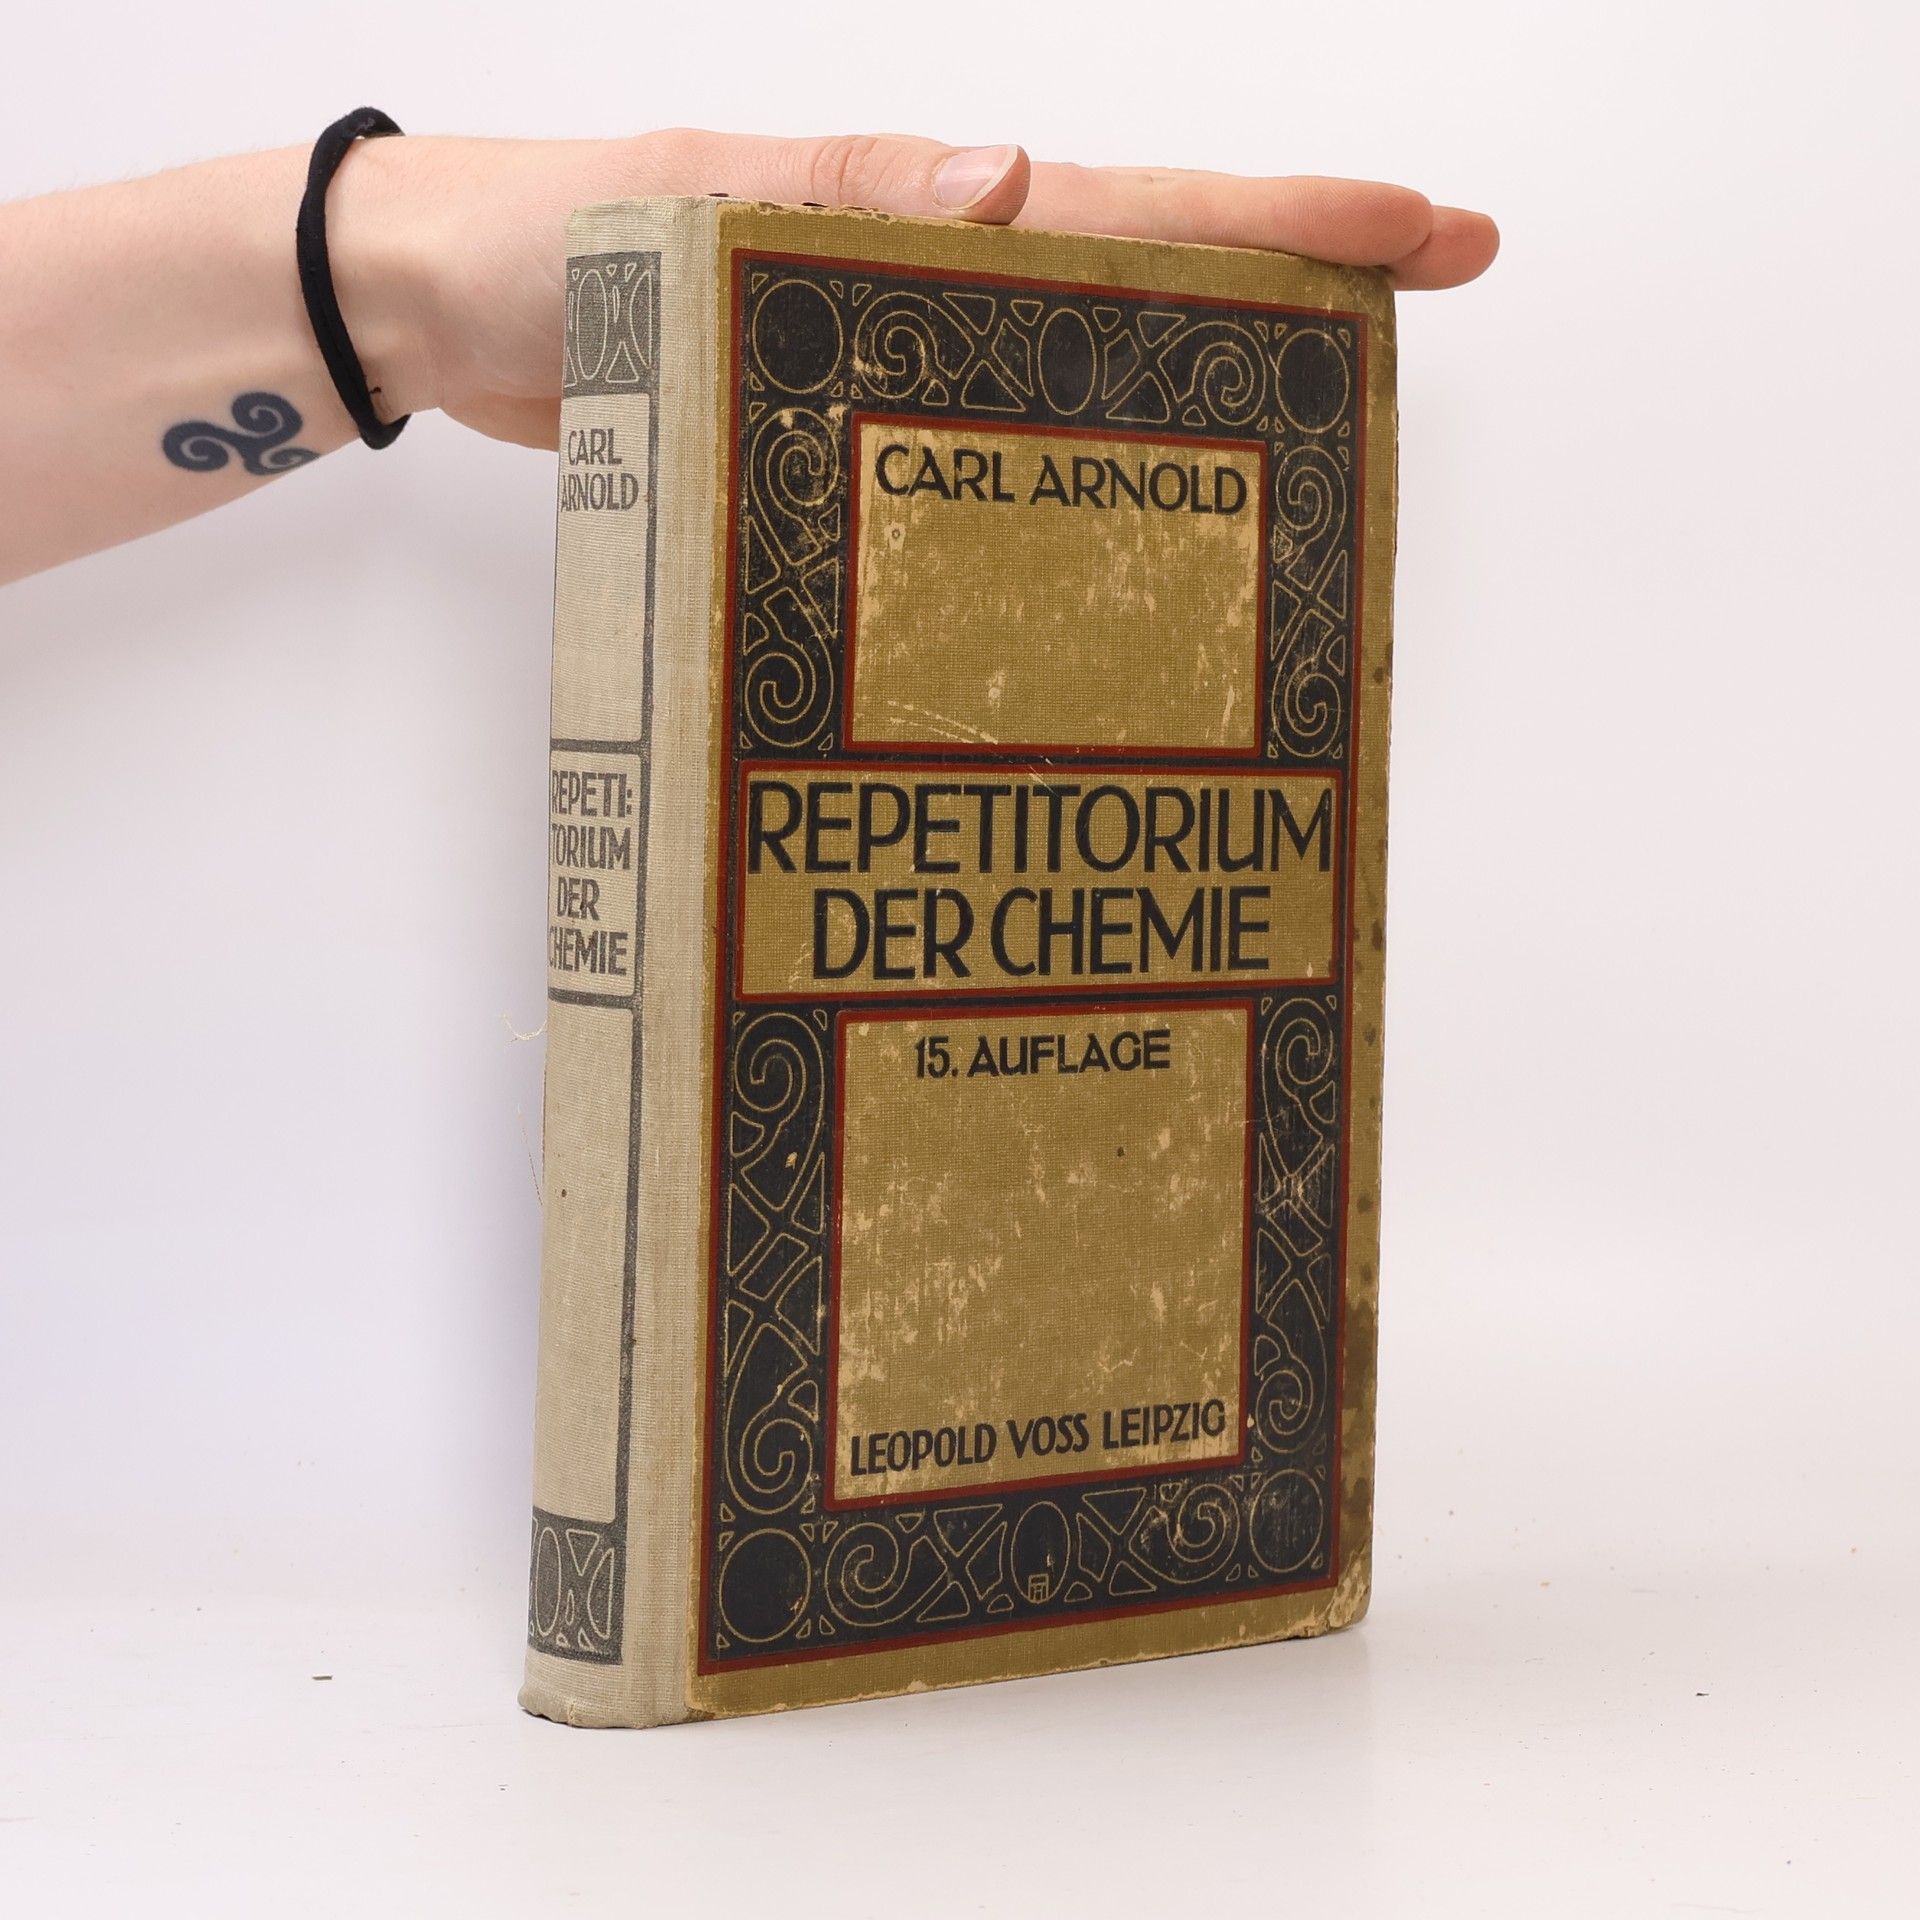 CARL
ARNOLD
REPETI:
TORIUM
DER
CHEMIE
CARL ARNOLD
REPETITORIUM
DER CHEMIE
15. AUFLAGE
LEOPOLD VOSS LEIPZIG